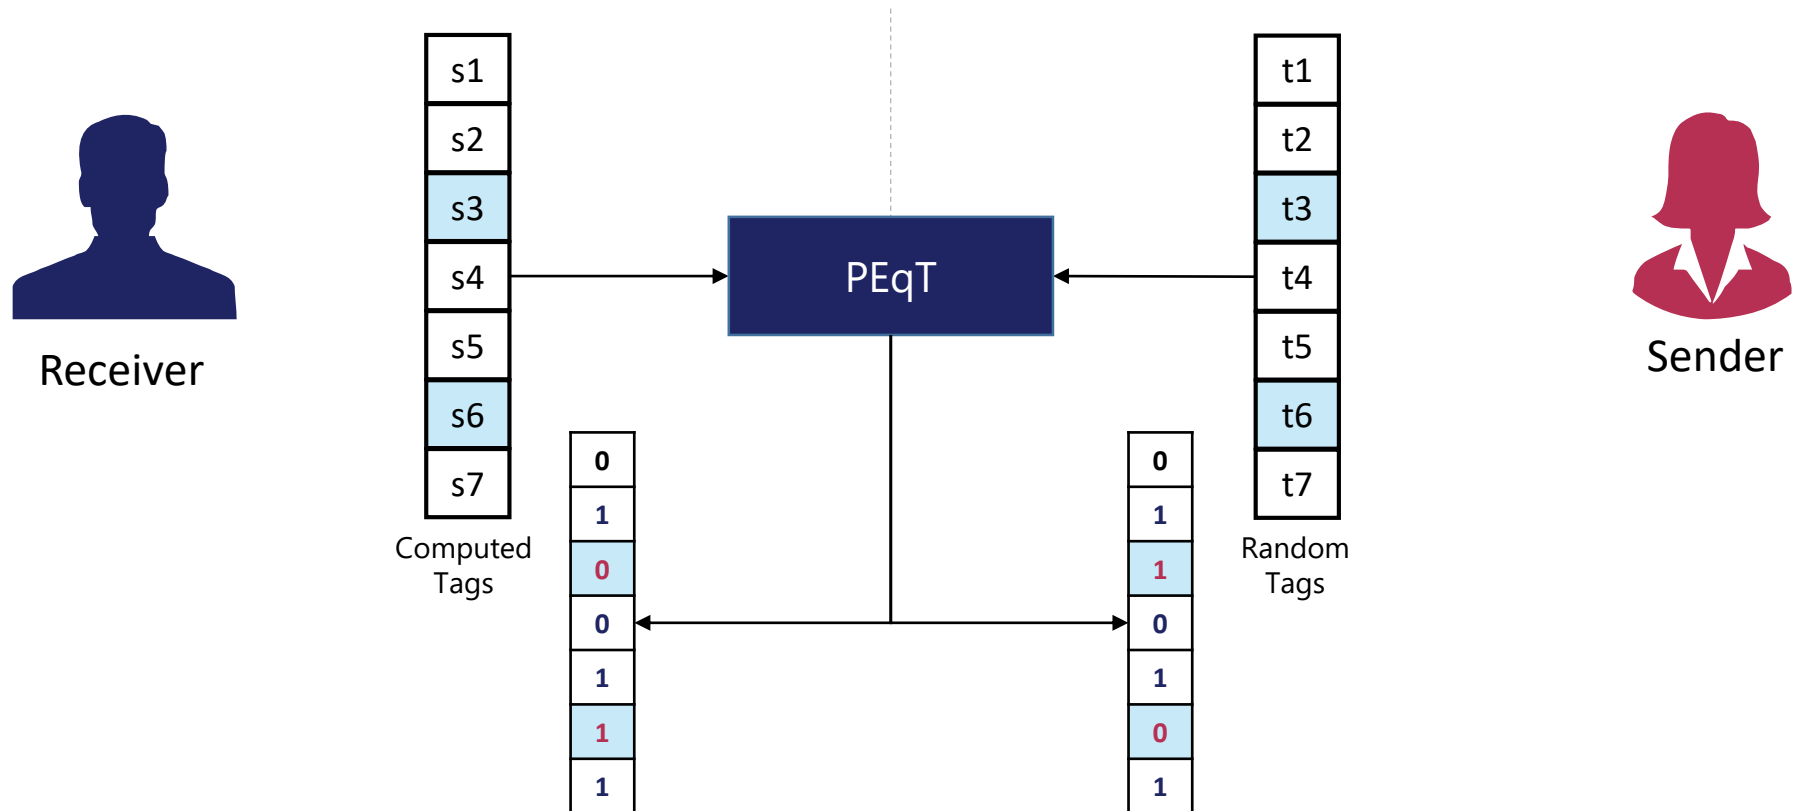 s1
s2
s3
s4
s5
s6
s7
Computed
Tags
Receiver
PEqT
0
1
0
0
1
1
1
0
1
1
0
1
0
1
t1
t2
t3
t4
t5
t6
t7
Random
Tags
Sender